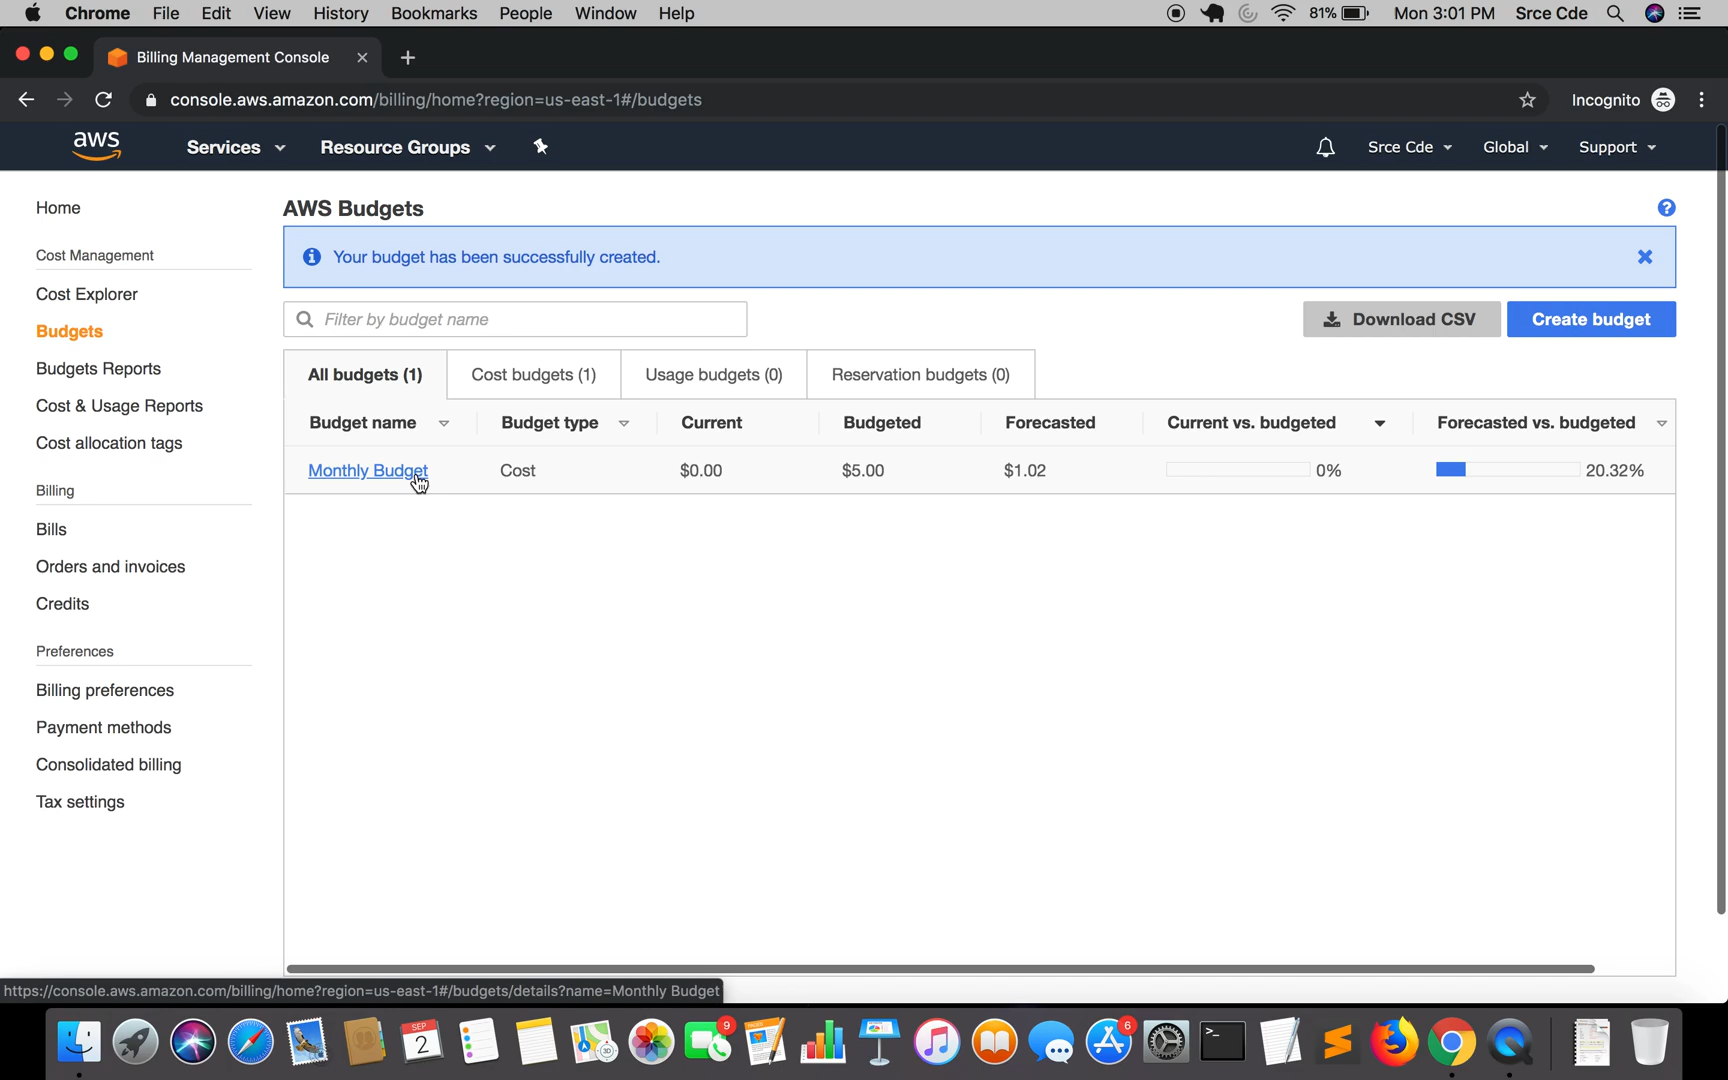 Chrome File Edit View History Bookmarks People Window Help 81% Mon 3:01 PM Srce Cde
Billing Management Console
console.aws.amazon.com/billing/home?region=us-east-1#/budgets Incognito
aws Services Resource Groups Srce Cde Global Support
Home
Cost Management
Cost Explorer
Budgets
Budgets Reports
Cost & Usage Reports
Cost allocation tags
Billing
Bills
Orders and invoices
Credits
Preferences
Billing preferences
Payment methods
Consolidated billing
Tax settings
AWS Budgets
Your budget has been successfully created.
Filter by budget name
Download CSV Create budget
All budgets (1) Cost budgets (1) Usage budgets (0) Reservation budgets (0)
Budget name Budget type Current Budgeted Forecasted Current vs. budgeted Forecasted vs. budgeted
Monthly Budget Cost $0.00 $5.00 $1.02 0% 20.32%
https://console.aws.amazon.com/billing/home?region=us-east-1#/budgets/details?name=Monthly Budget
SEP
2
3D
9
PAGES
6